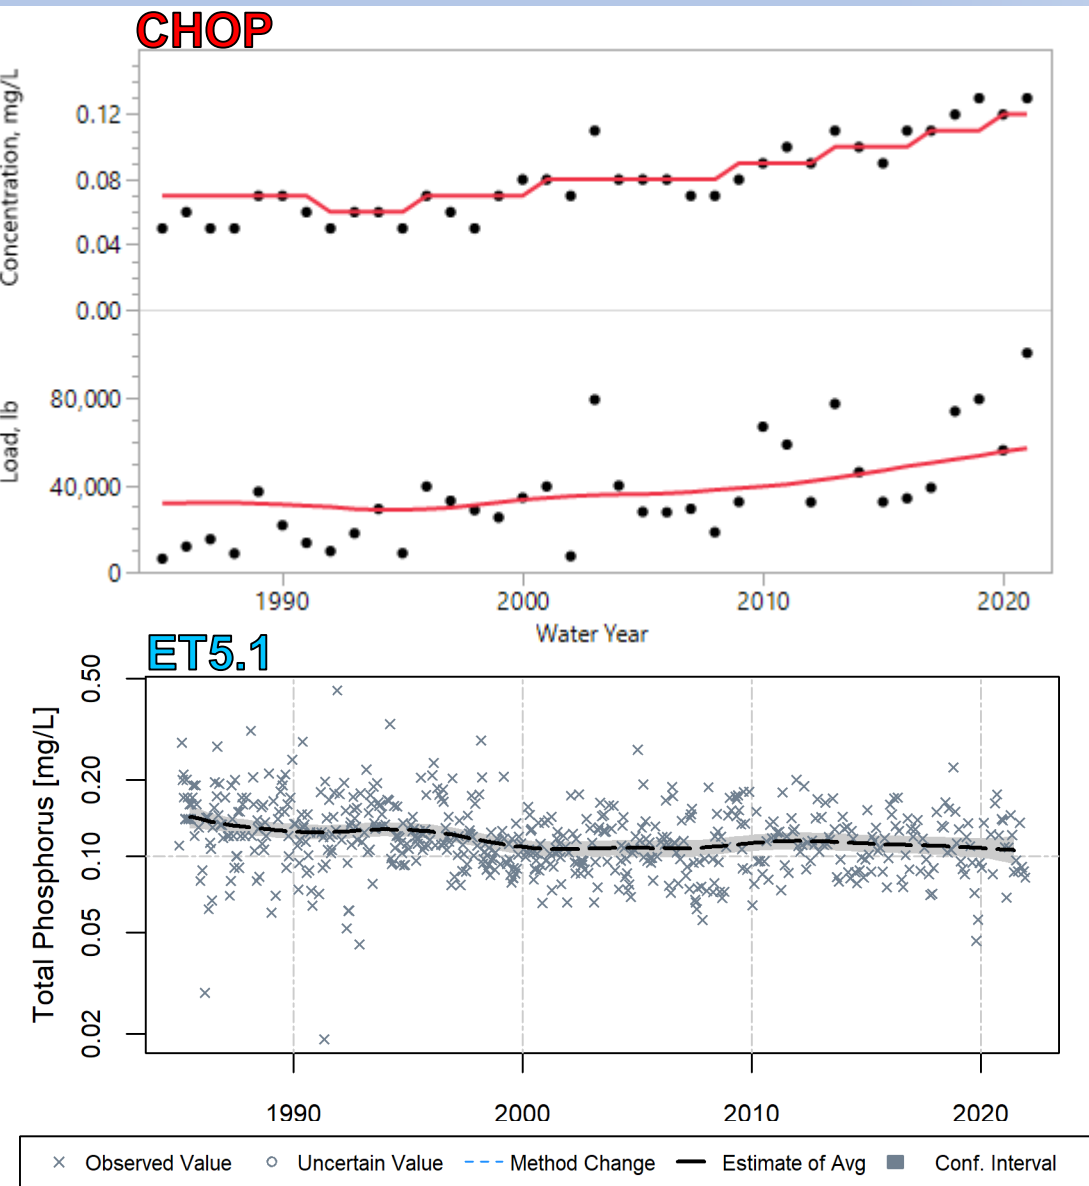 CHOP
Concentration, mg/L
0.12
0.08
0.04
0.00
Load, lb
80,000
40,000
0
1990 2000 2010 2020
Water Year
ET5.1
Total Phosphorus [mg/L]
0.50
0.20
0.10
0.05
0.02
1990 2000 2010 2020
Observed Value Uncertain Value Method Change Estimate of Avg Conf. Interval